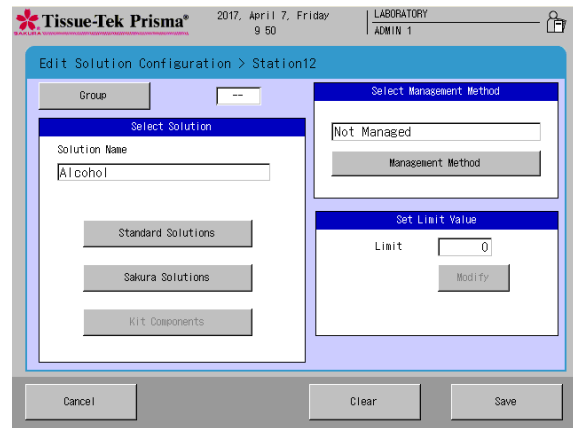 Tissue-Tek Prisma®
2017, April 7, Friday
9 50
LABORATORY
ADMIN 1
SAKURA
Edit Solution Configuration > Station12
Group
--
Select Solution
Solution Name
Alcohol
Standard Solutions
Sakura Solutions
Kit Components
Select Management Method
Not Managed
Management Method
Set Limit Value
Limit
0
Modify
Cancel
Clear
Save